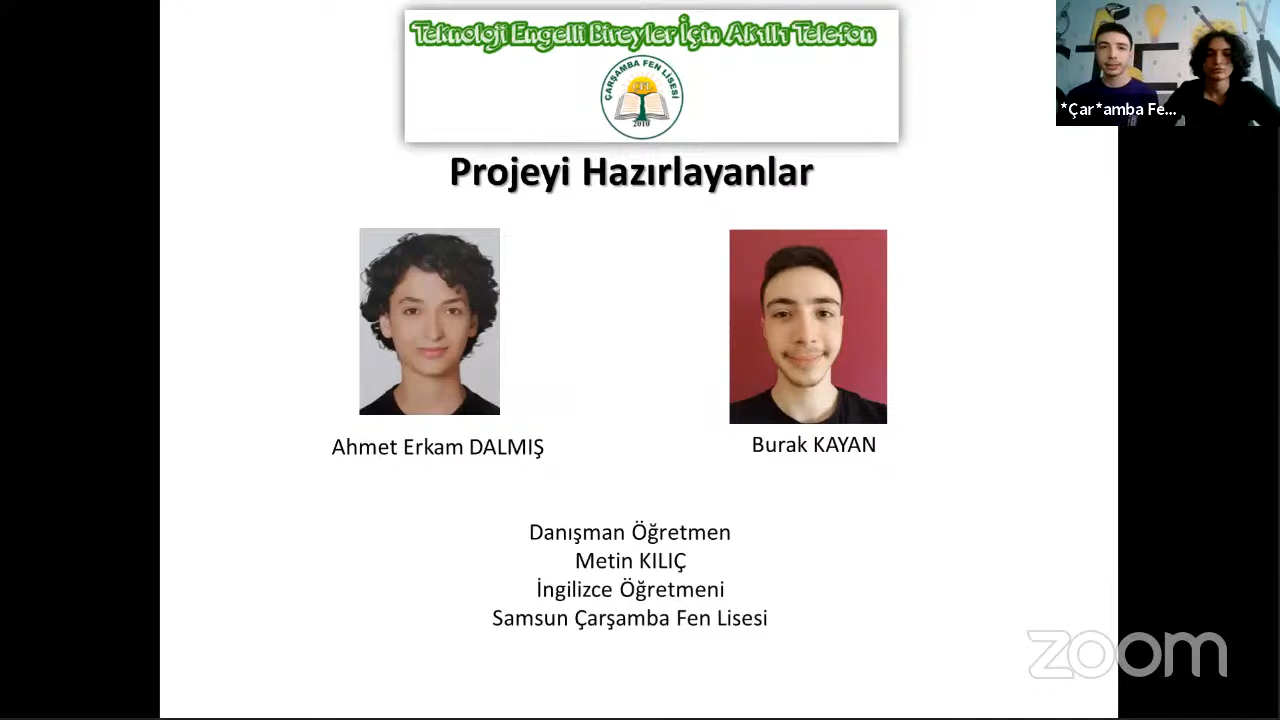 Teknoloji Engelli Bireyler İçin Akıllı Telefon
ÇARŞAMBA FEN LİSESİ
CFL
2010
*Çar*amba Fe...
Projeyi Hazırlayanlar
Ahmet Erkam DALMIŞ
Burak KAYAN
Danışman Öğretmen
Metin KILIÇ
İngilizce Öğretmeni
Samsun Çarşamba Fen Lisesi
zoom